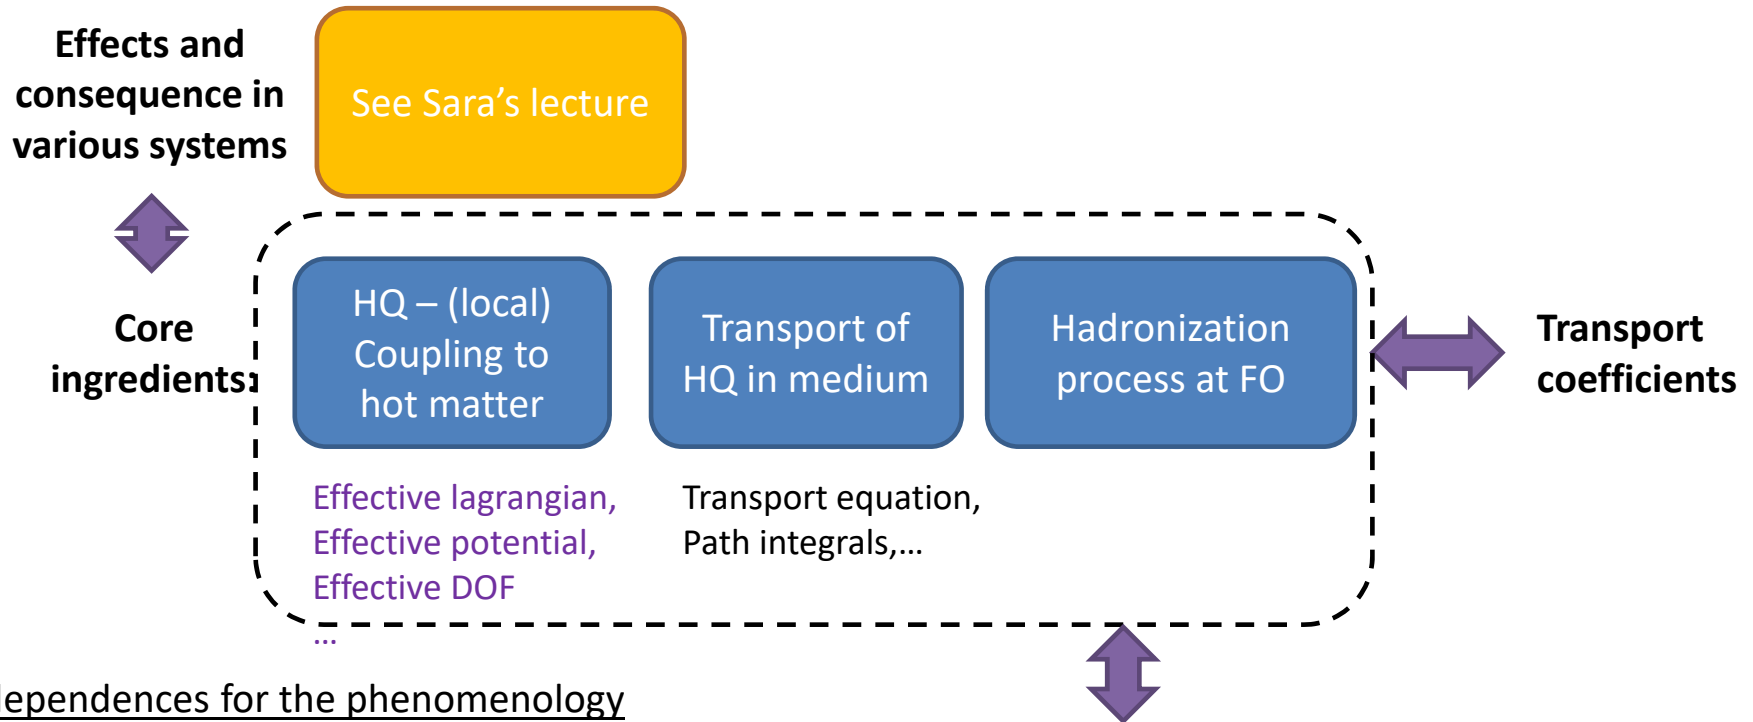 Effects and
consequence in
various systems
See Sara's lecture
Core
ingredients:
HQ – (local)
Coupling to
hot matter
Transport of
HQ in medium
Hadronization
process at FO
Transport
coefficients
Effective lagrangian,
Effective potential,
Effective DOF
…
Transport equation,
Path integrals,…
dependences for the phenomenology